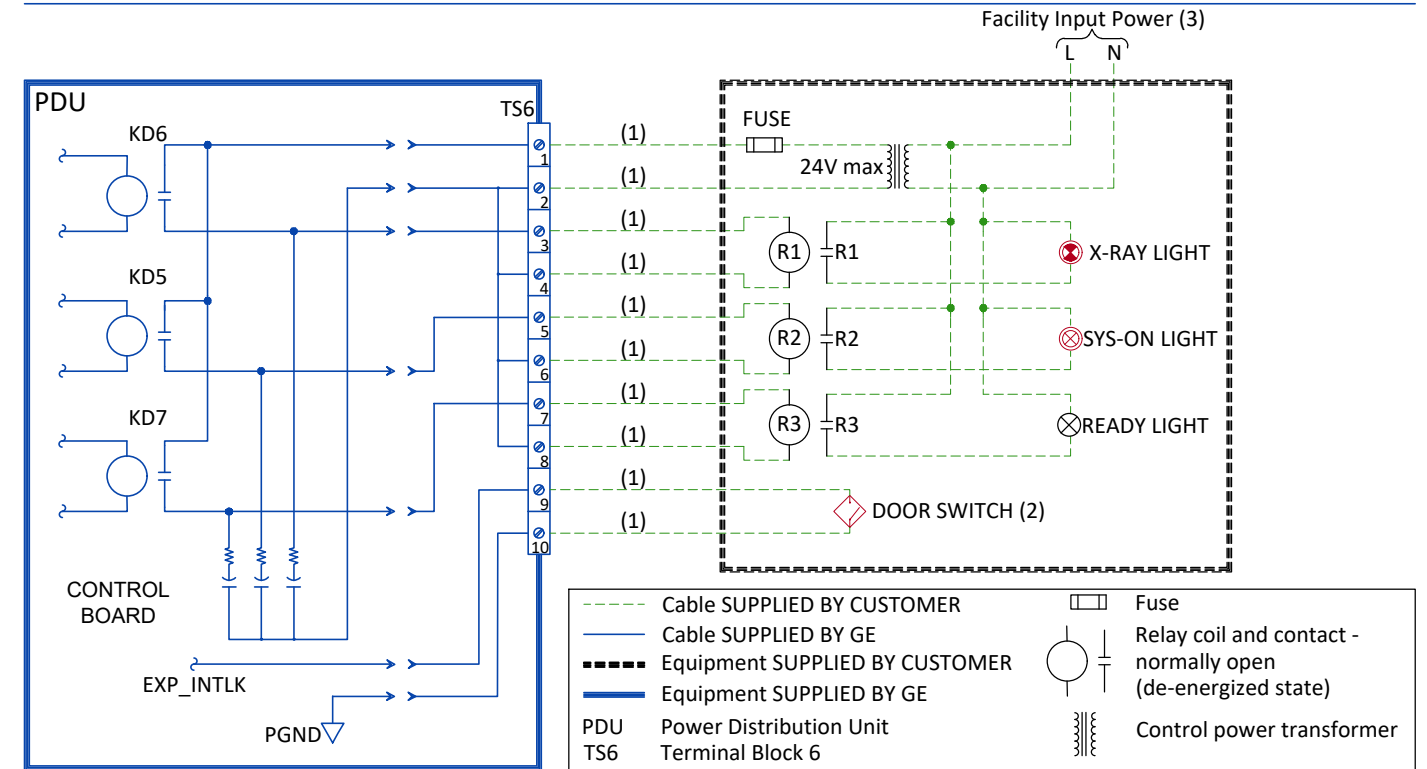 Facility Input Power (3)
L N
PDU
TS6
KD6
KD5
KD7
1
2
3
4
5
6
7
8
9
10
(1)
(1)
(1)
(1)
(1)
(1)
(1)
(1)
(1)
(1)
FUSE
24V max
R1 R1 X-RAY LIGHT
R2 R2 SYS-ON LIGHT
R3 R3 READY LIGHT
DOOR SWITCH (2)
CONTROL
BOARD
EXP_INTLK
PGND
Cable SUPPLIED BY CUSTOMER
Cable SUPPLIED BY GE
Equipment SUPPLIED BY CUSTOMER
Equipment SUPPLIED BY GE
PDU Power Distribution Unit
TS6 Terminal Block 6
Fuse
Relay coil and contact -
normally open
(de-energized state)
Control power transformer